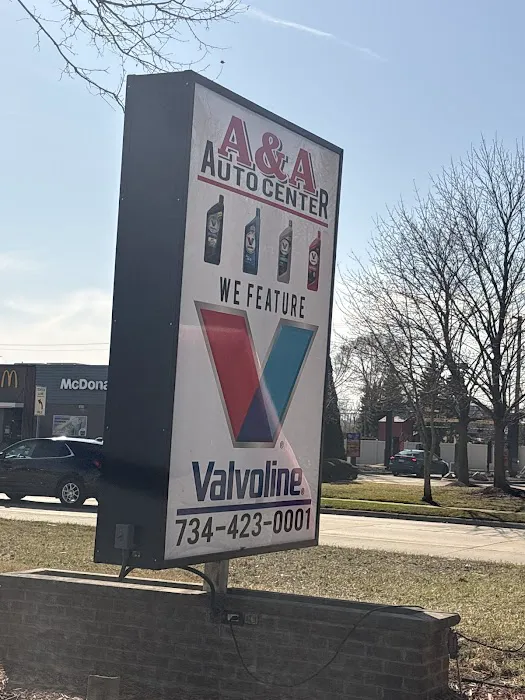 A&A
AUTO CENTER
WE FEATURE
V
Valvoline
734-423-0001
M
McDona